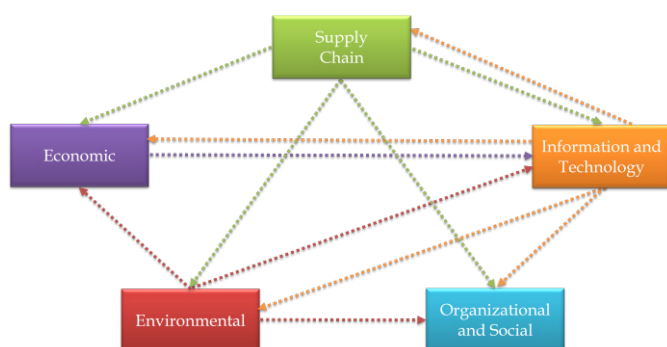 Supply
Chain
Economic
Information and
Technology
Environmental
Organizational
and Social